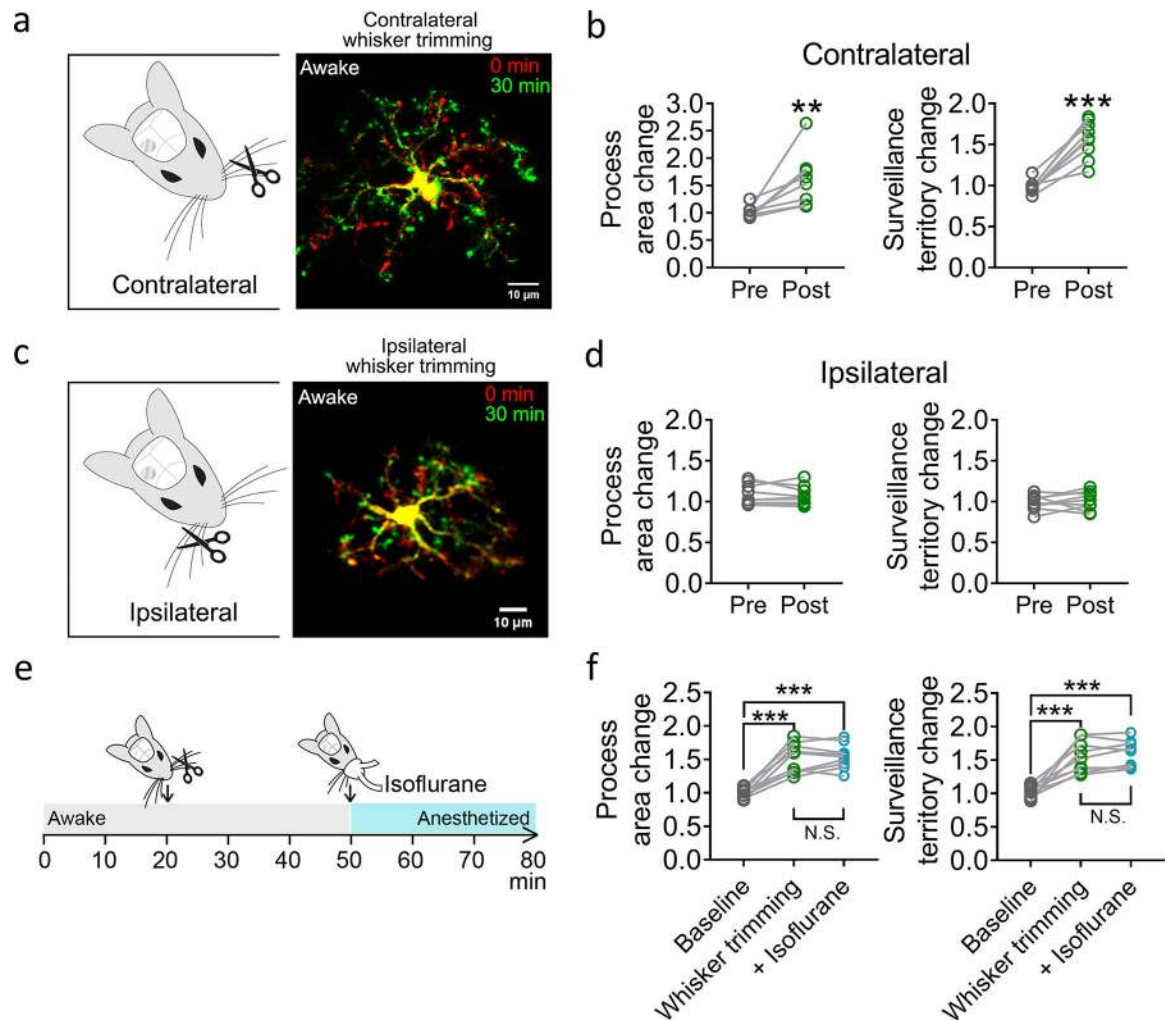 a
Contralateral
whisker trimming
Awake
0 min
30 min
10 µm
Contralateral
b
Contralateral
Process
area change
3.0
2.5
2.0
1.5
1.0
0.5
0.0
**
Pre Post
Surveillance
territory change
2.0
1.5
1.0
0.5
0.0
***
Pre Post
c
Ipsilateral
whisker trimming
Awake
0 min
30 min
10 µm
Ipsilateral
d
Ipsilateral
Process
area change
2.0
1.5
1.0
0.5
0.0
Pre Post
Surveillance
territory change
2.0
1.5
1.0
0.5
0.0
Pre Post
e
Isoflurane
Awake
Anesthetized
0 10 20 30 40 50 60 70 80
min
f
Process
area change
2.5
2.0
1.5
1.0
0.5
0.0
***
***
N.S.
Baseline
Whisker trimming
+ Isoflurane
Surveillance
territory change
2.5
2.0
1.5
1.0
0.5
0.0
***
***
N.S.
Baseline
Whisker trimming
+ Isoflurane